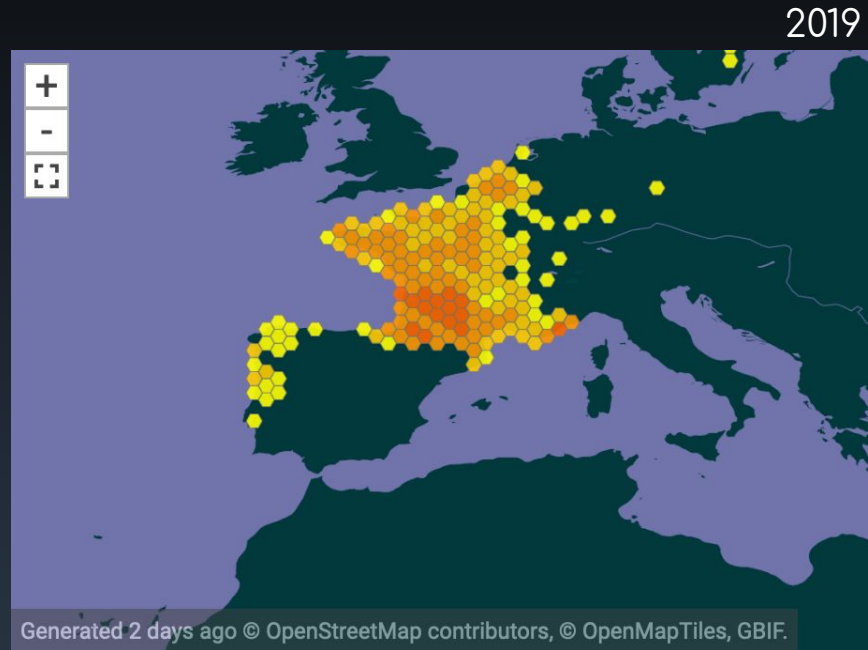 2019
+
-
Generated 2 days ago © OpenStreetMap contributors, © OpenMapTiles, GBIF.